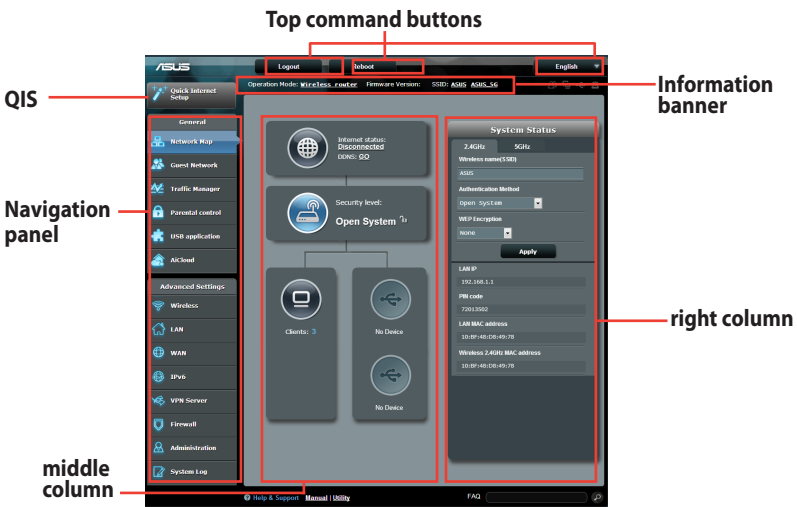 Top command buttons
ASUS
Logout
Reboot
English
Operation Mode: Wireless router Firmware Version: SSID: ASUS ASUS_5G
Information
banner
QIS
Quick Internet
Setup
General
Network Map
Guest Network
Traffic Manager
Parental control
USB application
AiCloud
Advanced Settings
Wireless
LAN
WAN
IPv6
VPN Server
Firewall
Administration
System Log
Navigation
panel
Internet status:
Disconnected
DDNS: GO
Security level:
Open System
Clients: 3
No Device
No Device
System Status
2.4GHz 5GHz
Wireless name(SSID)
ASUS
Authentication Method
Open System
WEP Encryption
None
Apply
LAN IP
192.168.1.1
PIN code
72013502
LAN MAC address
10:BF:48:D8:49:78
Wireless 2.4GHz MAC address
10:BF:48:D8:49:78
right column
middle
column
Help & Support Manual | Utility
FAQ